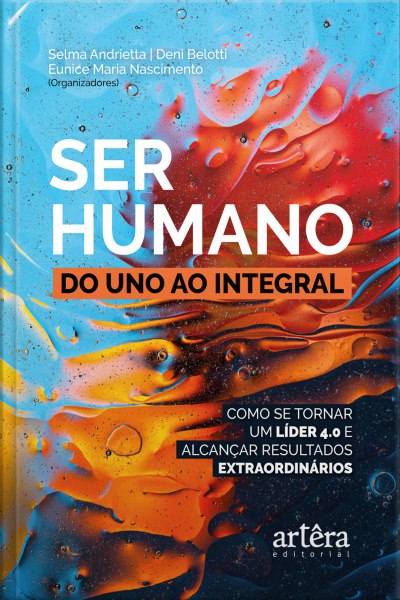 Selma Andrietta | Deni Belotti
Eunice Maria Nascimento
(Organizadores)
SER
HUMANO
DO UNO AO INTEGRAL
COMO SE TORNAR
UM LÍDER 4.0 E
ALCANÇAR RESULTADOS
EXTRAORDINÁRIOS
artêra
editorial